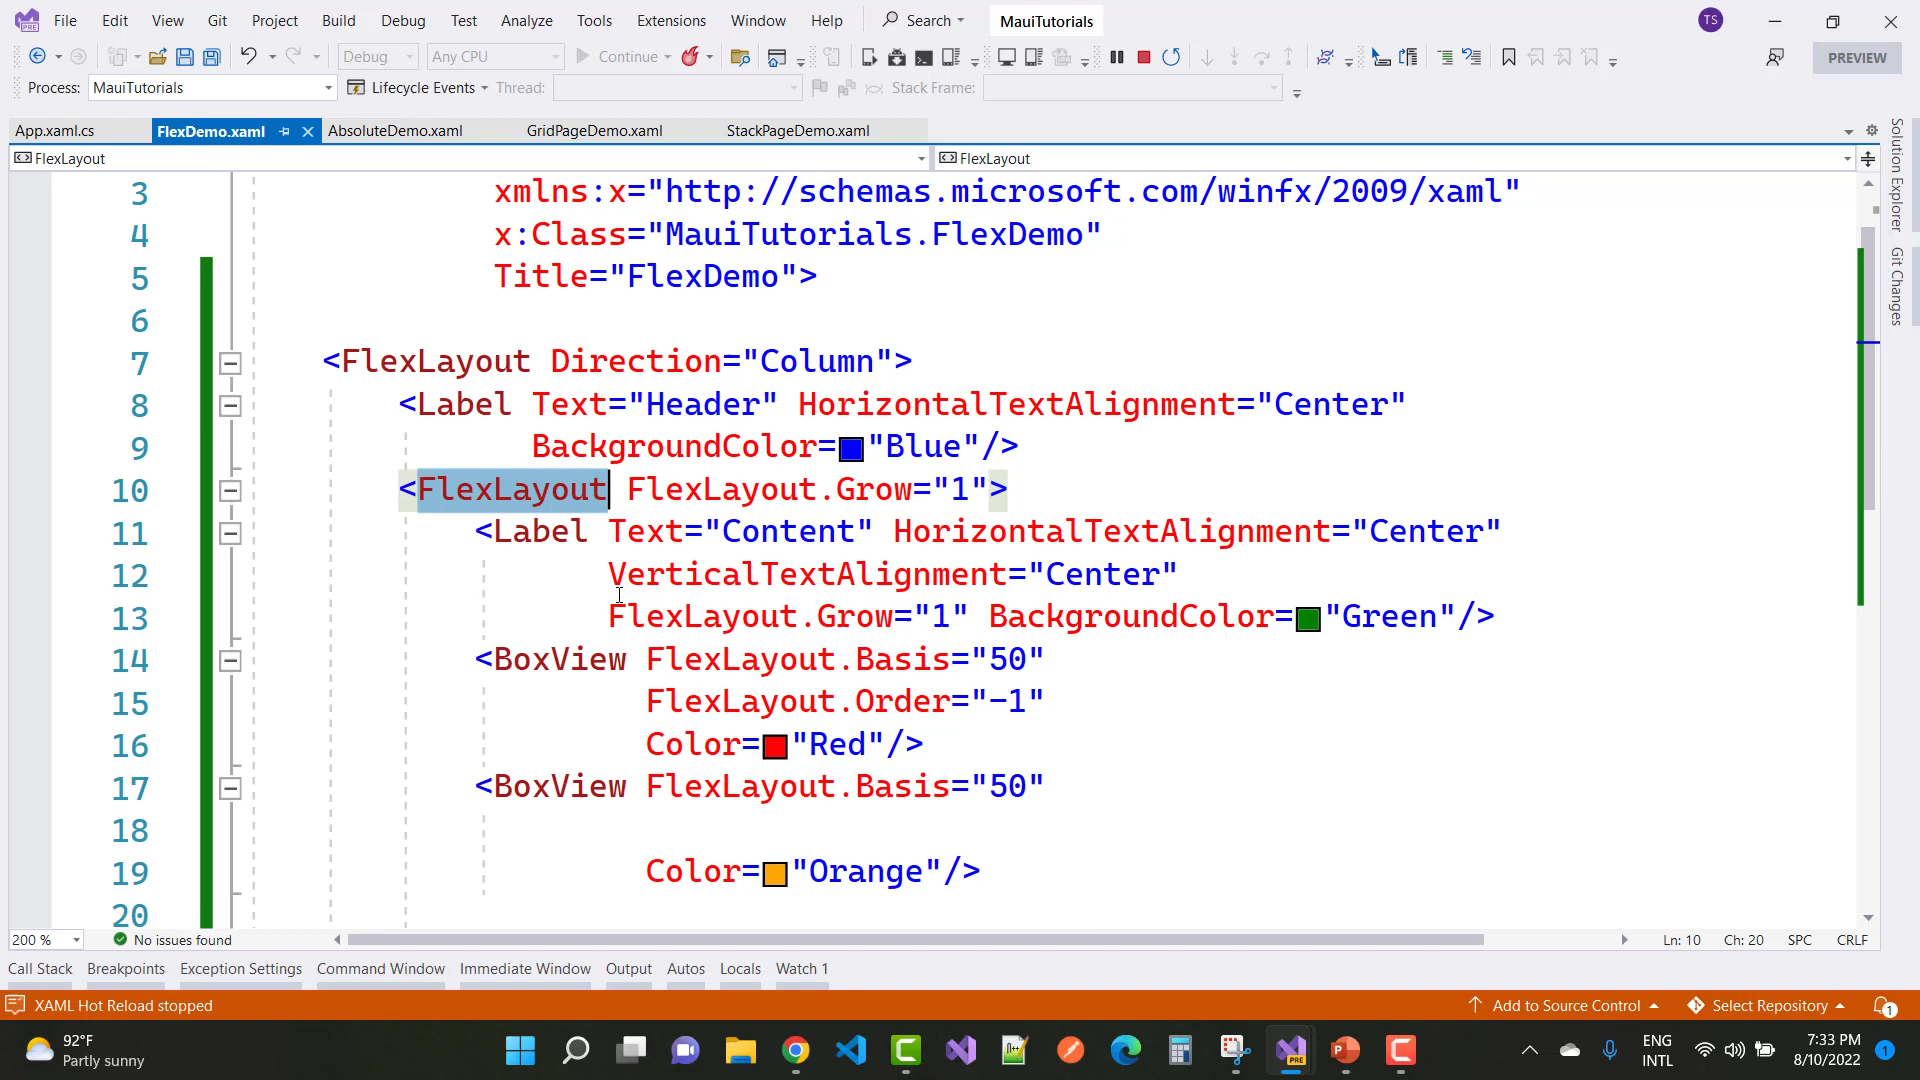 File Edit View Git Project Build Debug Test Analyze Tools Extensions Window Help Search MauiTutorials TS
Debug Any CPU Continue PREVIEW
Process: MauiTutorials Lifecycle Events Thread: Stack Frame:
App.xaml.cs FlexDemo.xaml AbsoluteDemo.xaml GridPageDemo.xaml StackPageDemo.xaml
FlexLayout FlexLayout
3 xmlns:x="http://schemas.microsoft.com/winfx/2009/xaml"
4 x:Class="MauiTutorials.FlexDemo"
5 Title="FlexDemo">
6
7 <FlexLayout Direction="Column">
8 <Label Text="Header" HorizontalTextAlignment="Center"
9 BackgroundColor="Blue"/>
10 <FlexLayout FlexLayout.Grow="1">
11 <Label Text="Content" HorizontalTextAlignment="Center"
12 VerticalTextAlignment="Center"
13 FlexLayout.Grow="1" BackgroundColor="Green"/>
14 <BoxView FlexLayout.Basis="50"
15 FlexLayout.Order="-1"
16 Color="Red"/>
17 <BoxView FlexLayout.Basis="50"
18
19 Color="Orange"/>
20
Solution Explorer
Git Changes
200 % No issues found Ln: 10 Ch: 20 SPC CRLF
Call Stack Breakpoints Exception Settings Command Window Immediate Window Output Autos Locals Watch 1
XAML Hot Reload stopped Add to Source Control Select Repository 1
92°F
Partly sunny
ENG
INTL
7:33 PM
8/10/2022
1
PRE